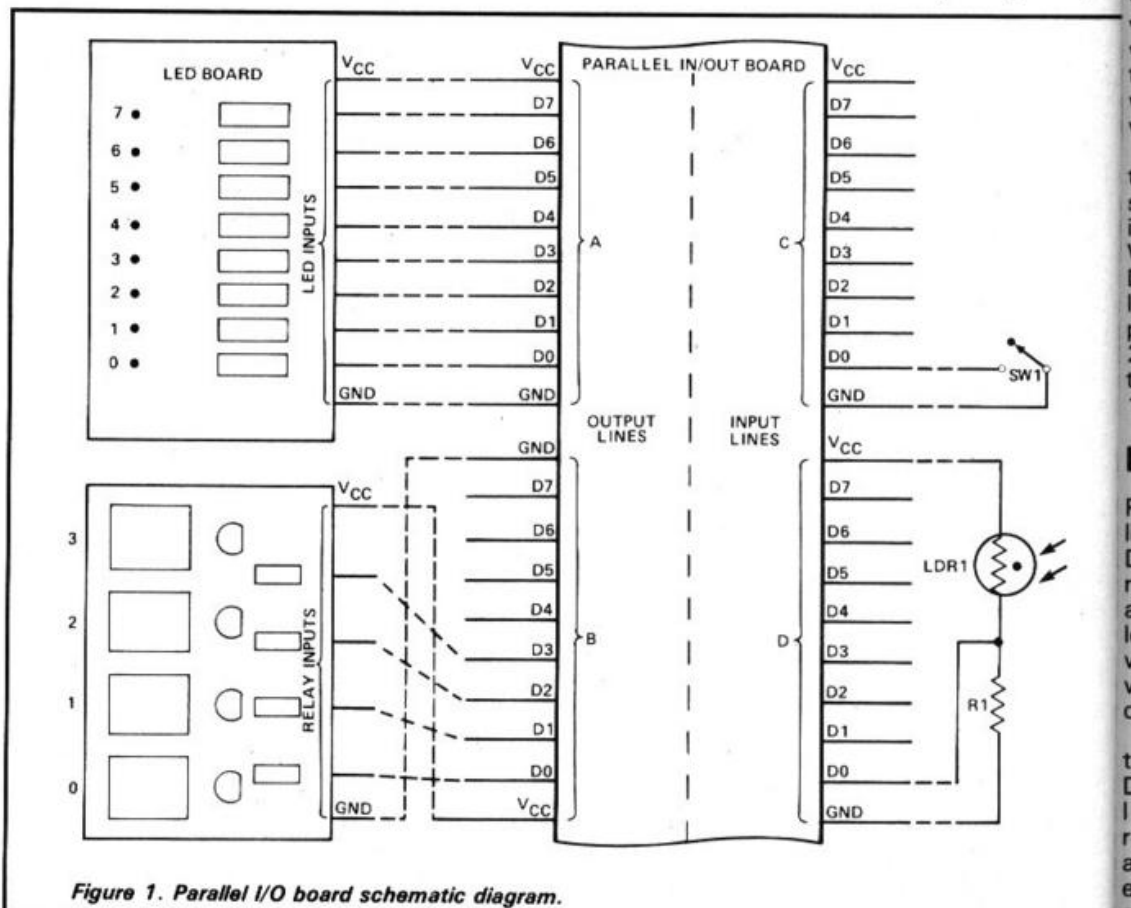 LED BOARD
7
6
5
4
3
2
1
0
LED INPUTS
VCC
GND
VCC
D7
D6
D5
D4
D3
D2
D1
D0
GND
A
PARALLEL IN/OUT BOARD
OUTPUT LINES
INPUT LINES
VCC
D7
D6
D5
D4
D3
D2
D1
D0
GND
C
SW1
3
2
1
0
RELAY INPUTS
VCC
GND
GND
D7
D6
D5
D4
D3
D2
D1
D0
VCC
B
VCC
D7
D6
D5
D4
D3
D2
D1
D0
GND
D
LDR1
R1
Figure 1. Parallel I/O board schematic diagram.